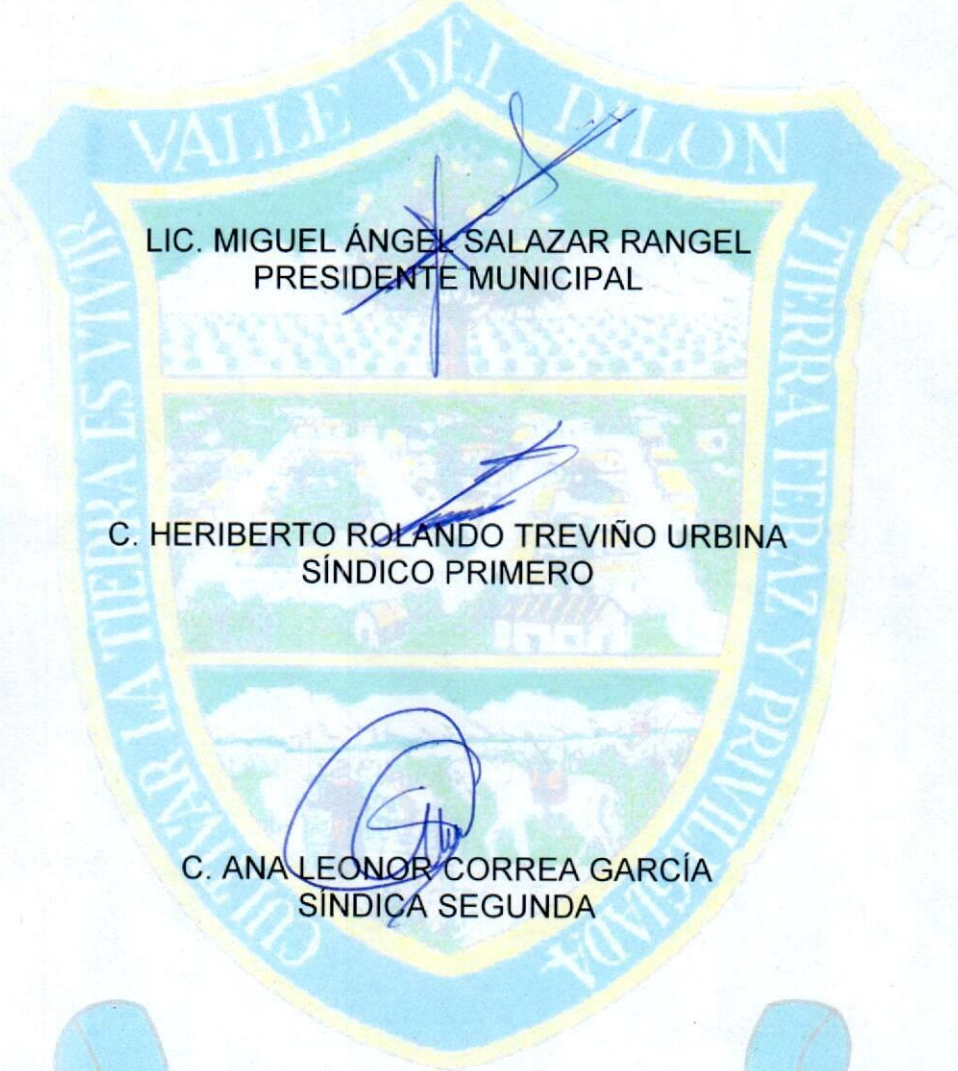 VALLE DEL PILON
CULTIVAR LA TIERRA ES VIVIR
TIERRA FERAZ Y PRIVILEGIADA
LIC. MIGUEL ÁNGEL SALAZAR RANGEL
PRESIDENTE MUNICIPAL
C. HERIBERTO ROLANDO TREVIÑO URBINA
SÍNDICO PRIMERO
C. ANA LEONOR CORREA GARCÍA
SÍNDICA SEGUNDA